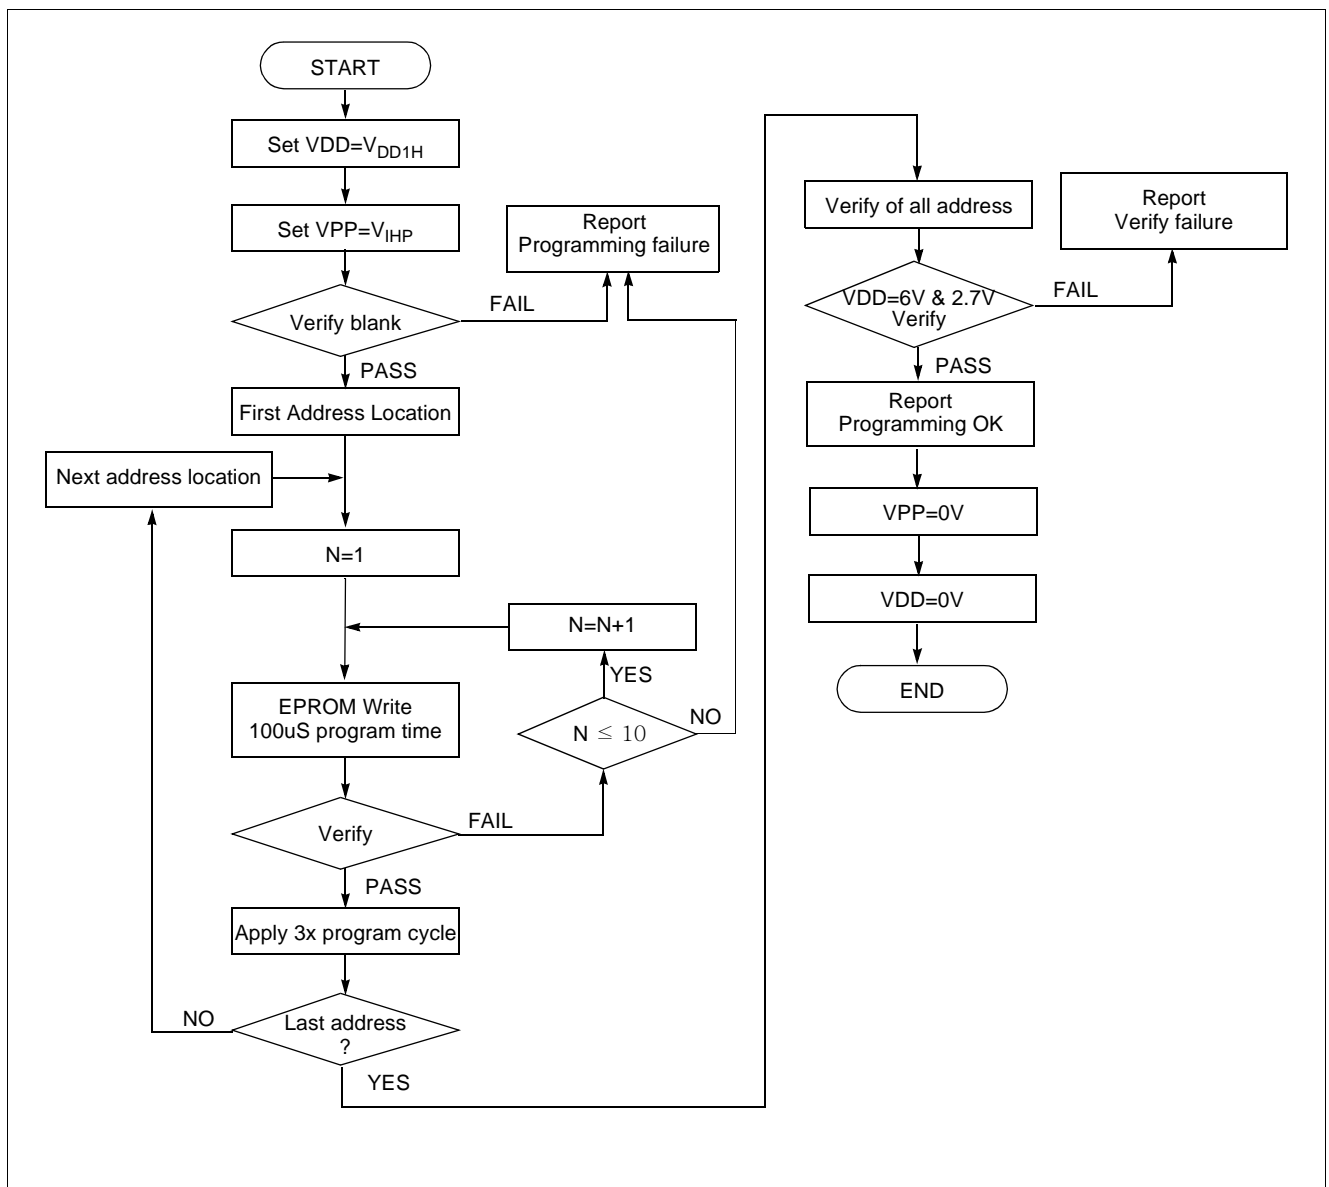 START
Set VDD=VDD1H
Set VPP=VIHP
Report
Programming failure
Verify blank
FAIL
PASS
First Address Location
Next address location
N=1
N=N+1
YES
EPROM Write
100uS program time
N ≤ 10
NO
Verify
FAIL
PASS
Apply 3x program cycle
Last address
?
NO
YES
Verify of all address
Report
Verify failure
VDD=6V & 2.7V
Verify
FAIL
PASS
Report
Programming OK
VPP=0V
VDD=0V
END